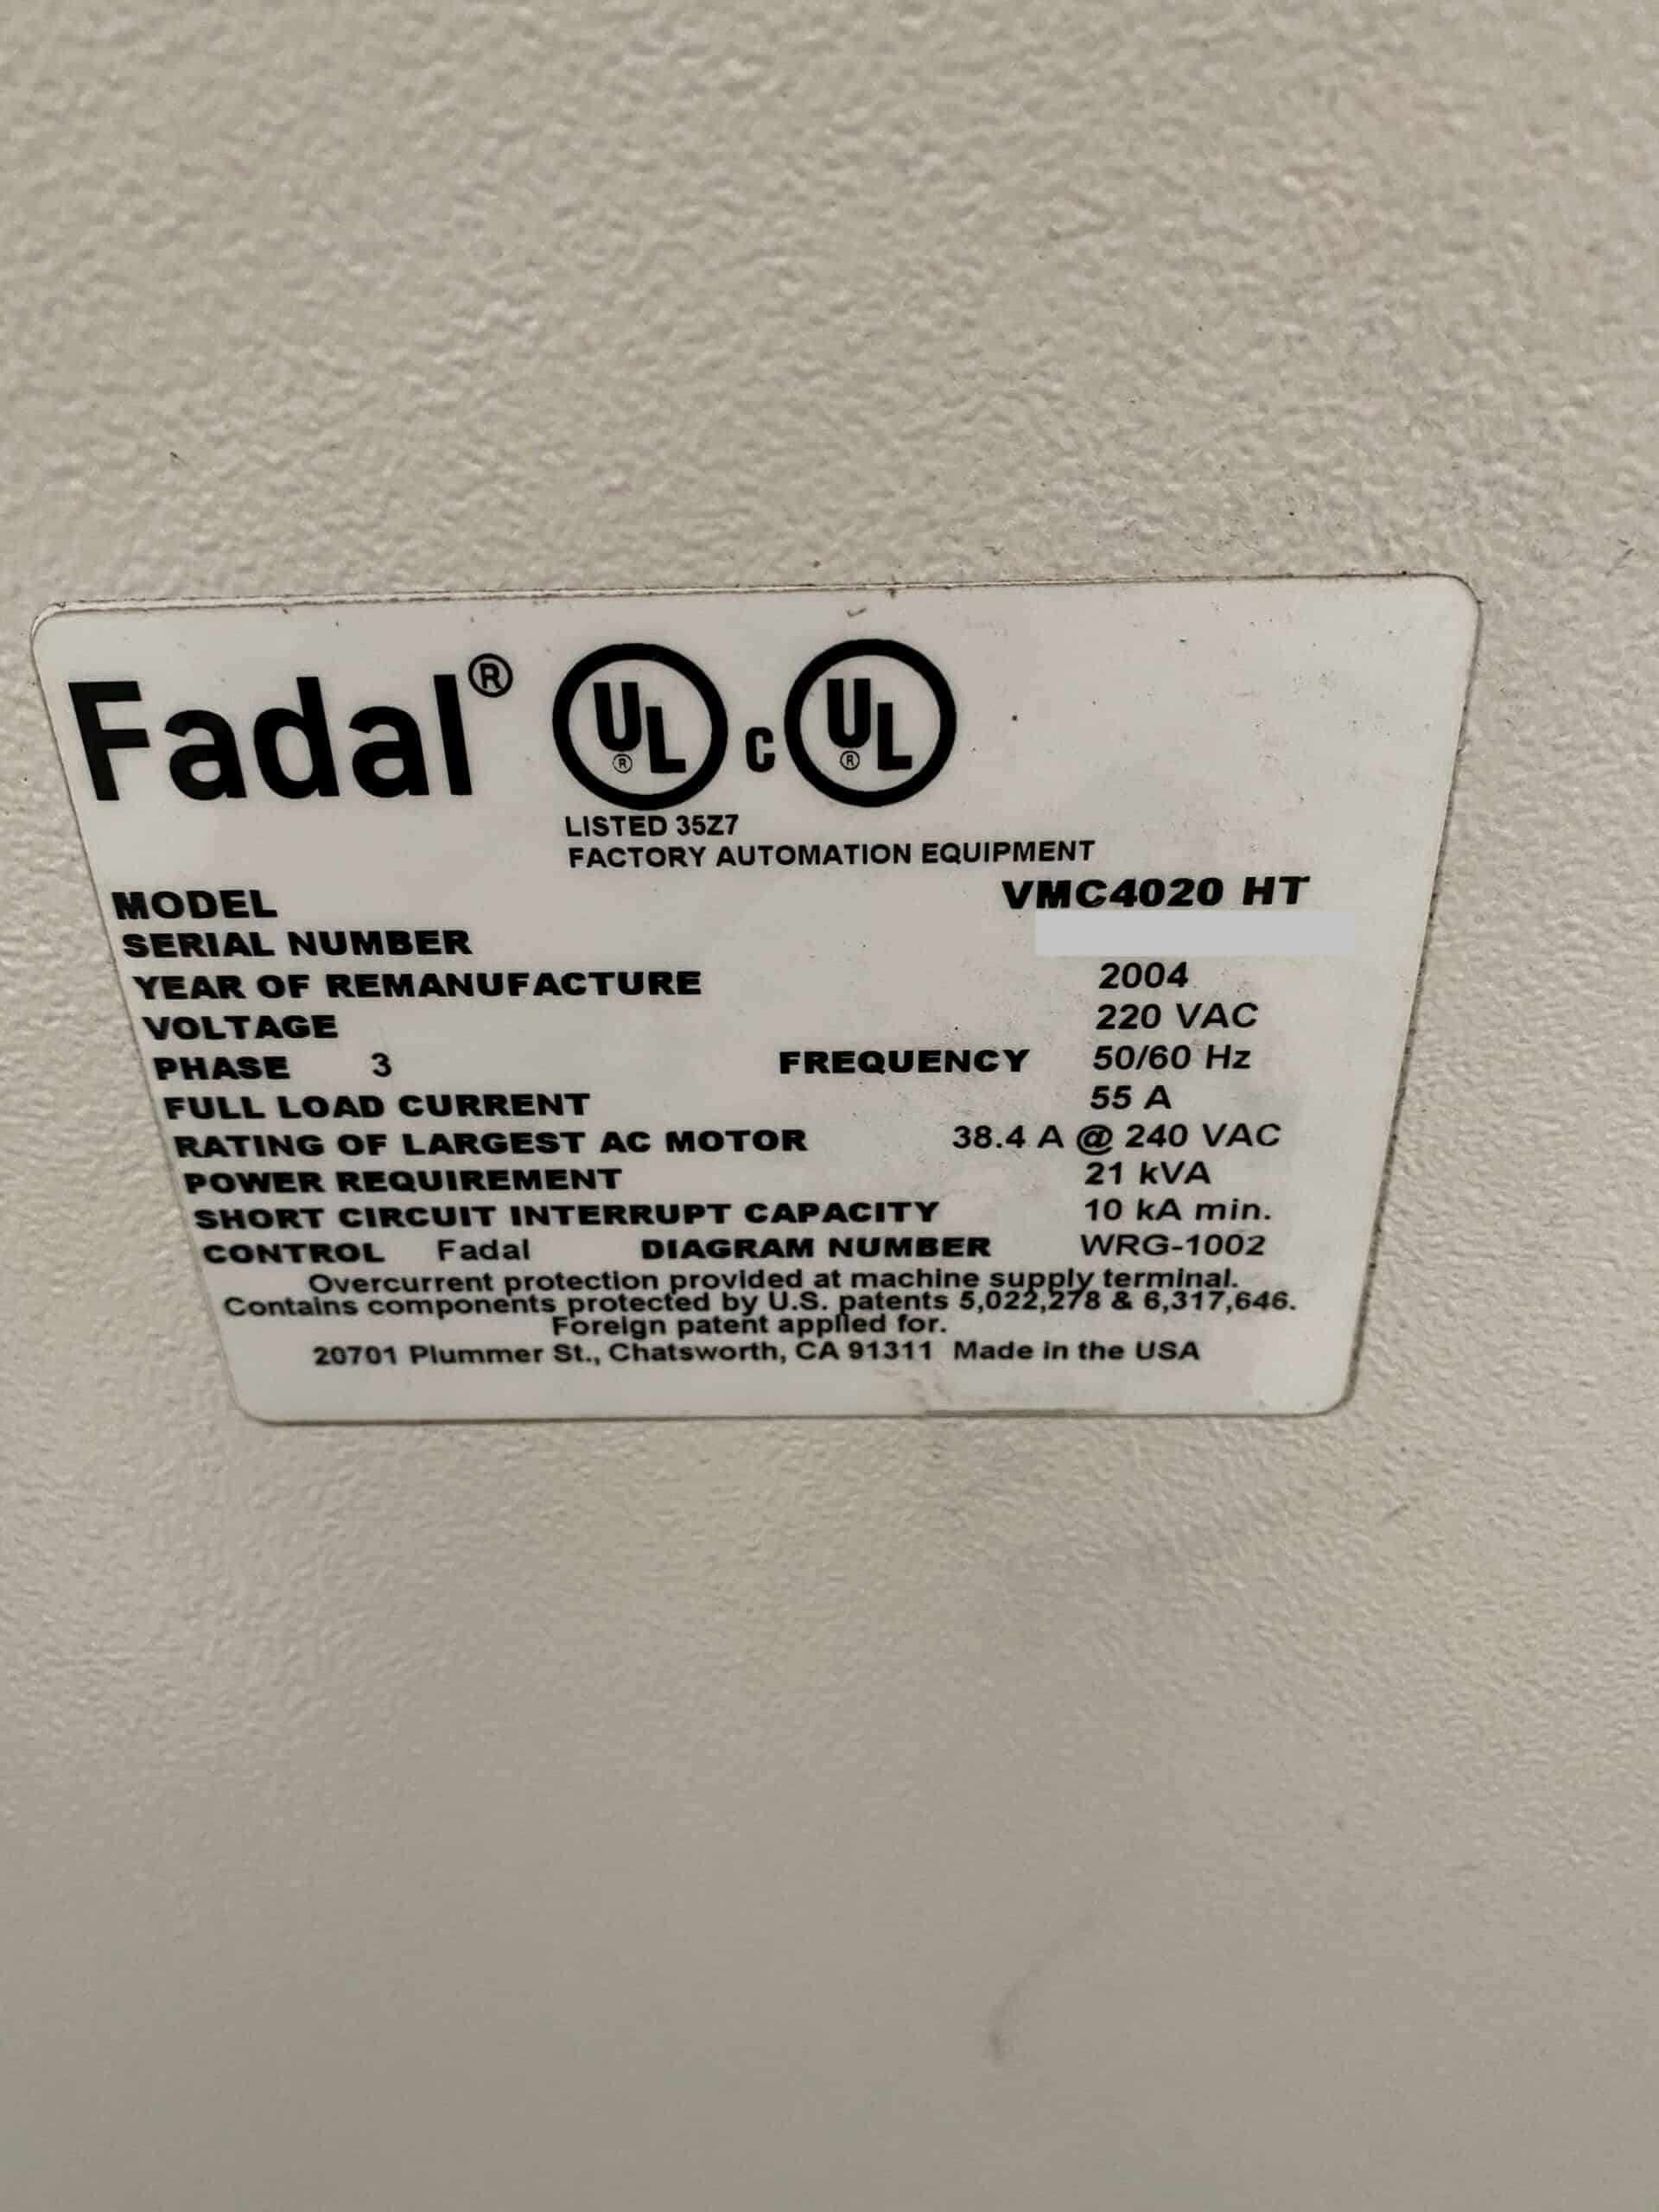 Fadal® UL® c UL®
LISTED 35Z7
FACTORY AUTOMATION EQUIPMENT
MODEL VMC4020 HT
SERIAL NUMBER
YEAR OF REMANUFACTURE 2004
VOLTAGE 220 VAC
PHASE 3 FREQUENCY 50/60 Hz
FULL LOAD CURRENT 55 A
RATING OF LARGEST AC MOTOR 38.4 A @ 240 VAC
POWER REQUIREMENT 21 kVA
SHORT CIRCUIT INTERRUPT CAPACITY 10 kA min.
CONTROL Fadal DIAGRAM NUMBER WRG-1002
Overcurrent protection provided at machine supply terminal.
Contains components protected by U.S. patents 5,022,278 & 6,317,646.
Foreign patent applied for.
20701 Plummer St., Chatsworth, CA 91311 Made in the USA